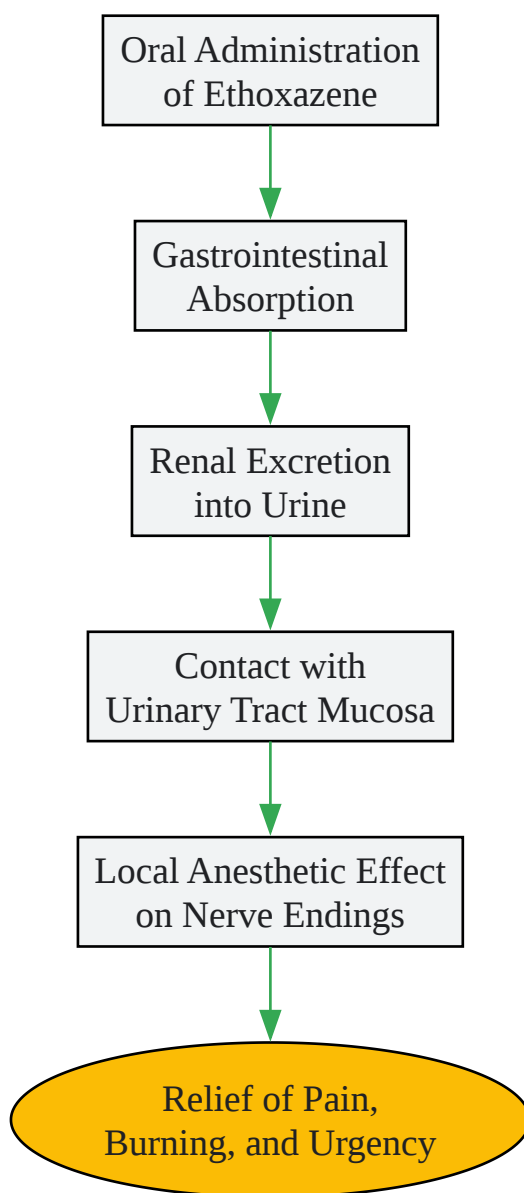 Oral Administration
of Ethoxazene
Gastrointestinal
Absorption
Renal Excretion
into Urine
Contact with
Urinary Tract Mucosa
Local Anesthetic Effect
on Nerve Endings
Relief of Pain,
Burning, and Urgency